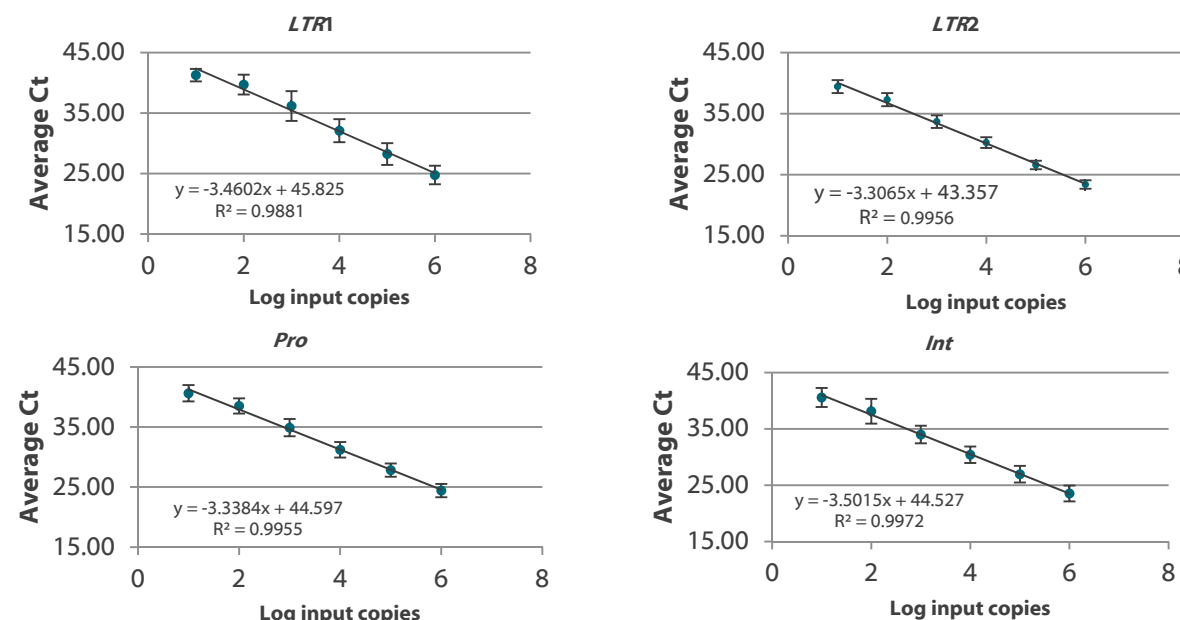 LTR1
45.00
35.00
25.00
15.00
Average Ct
y = -3.4602x + 45.825
R² = 0.9881
0 2 4 6 8
Log input copies
LTR2
45.00
35.00
25.00
15.00
Average Ct
y = -3.3065x + 43.357
R² = 0.9956
0 2 4 6 8
Log input copies
Pro
45.00
35.00
25.00
15.00
Average Ct
y = -3.3384x + 44.597
R² = 0.9955
0 2 4 6 8
Log input copies
Int
45.00
35.00
25.00
15.00
Average Ct
y = -3.5015x + 44.527
R² = 0.9972
0 2 4 6 8
Log input copies